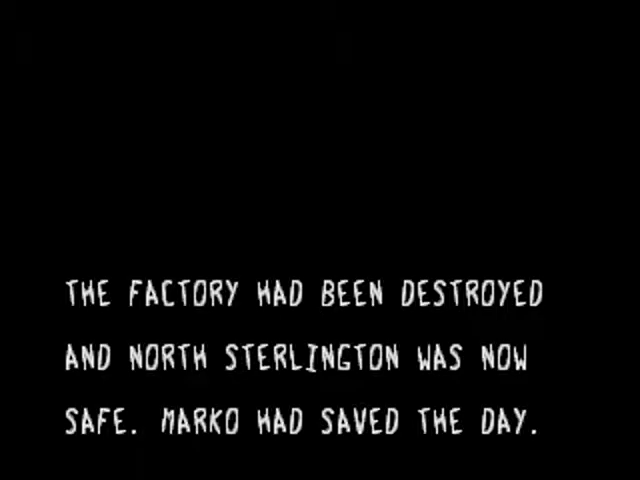 THE FACTORY HAD BEEN DESTROYED
AND NORTH STERLINGTON WAS NOW
SAFE. MARKO HAD SAVED THE DAY.